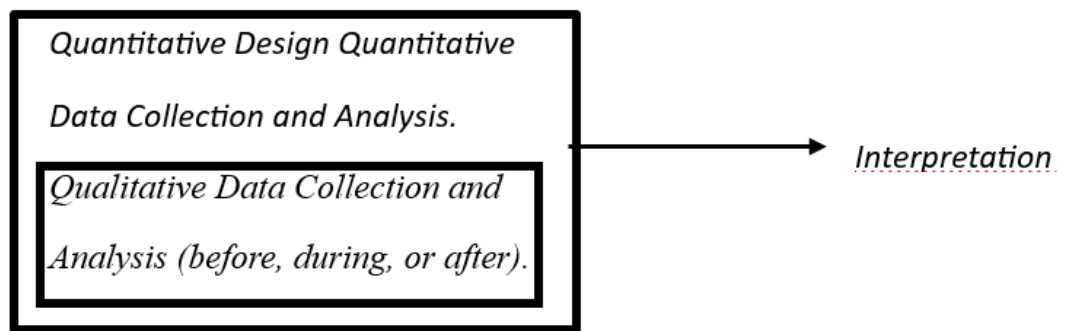 Quantitative Design Quantitative
Data Collection and Analysis.
Interpretation
Qualitative Data Collection and
Analysis (before, during, or after).